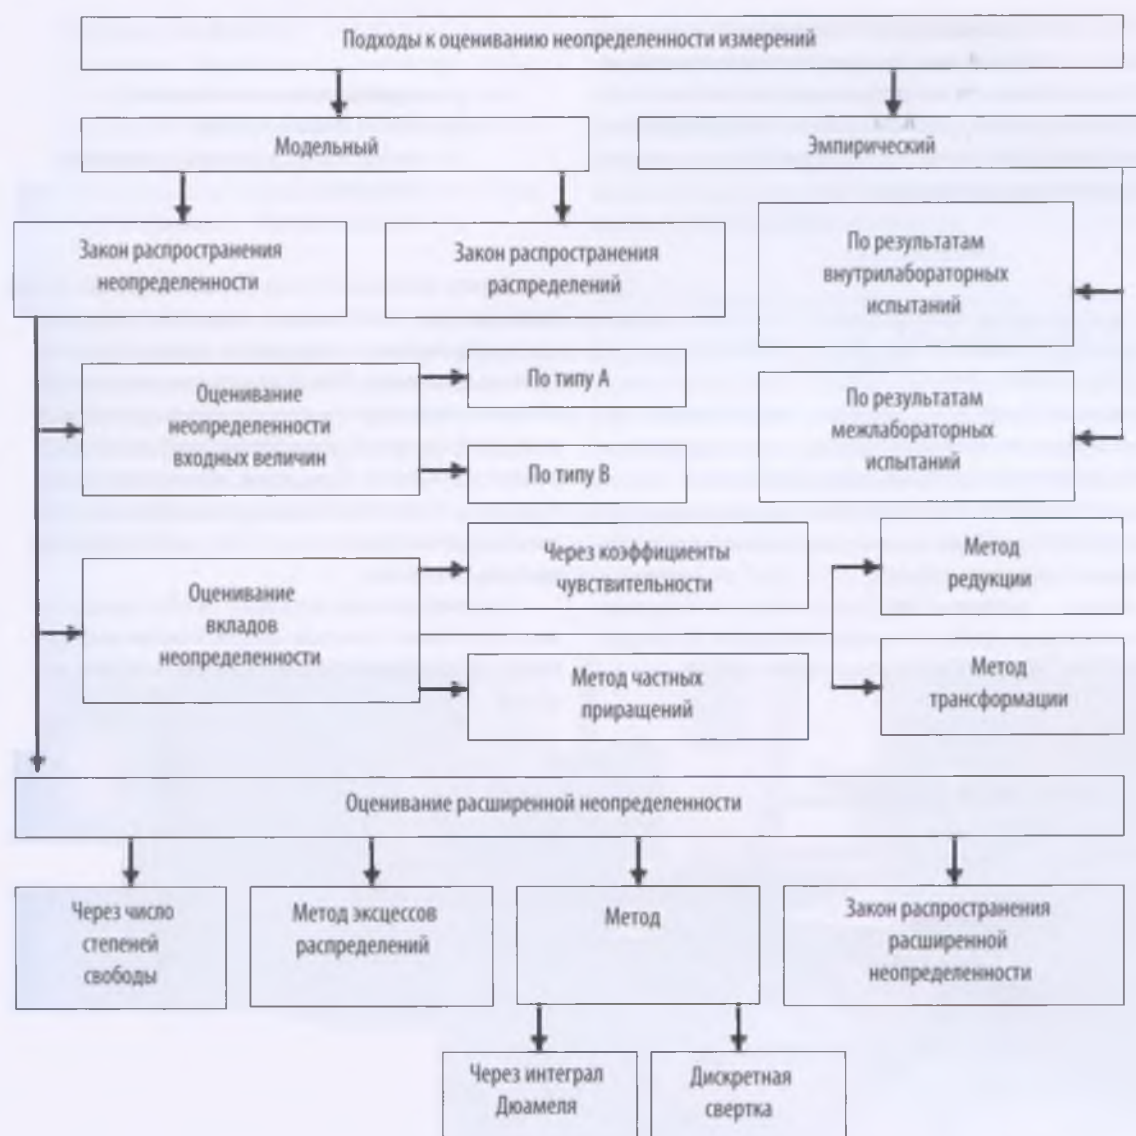 Подходы к оцениванию неопределенности измерений
Модельный
Эмпирический
Закон распространения
неопределенности
Закон распространения
распределений
По результатам
внутрилабораторных
испытаний
Оценивание
неопределенности
входных величин
По типу А
По типу В
По результатам
межлабораторных
испытаний
Оценивание
вкладов
неопределенности
Через коэффициенты
чувствительности
Метод частных
приращений
Метод
редукции
Метод
трансформации
Оценивание расширенной неопределенности
Через число
степеней
свободы
Метод эксцессов
распределений
Метод
Закон распространения
расширенной
неопределенности
Через интеграл
Дюамеля
Дискретная
свертка